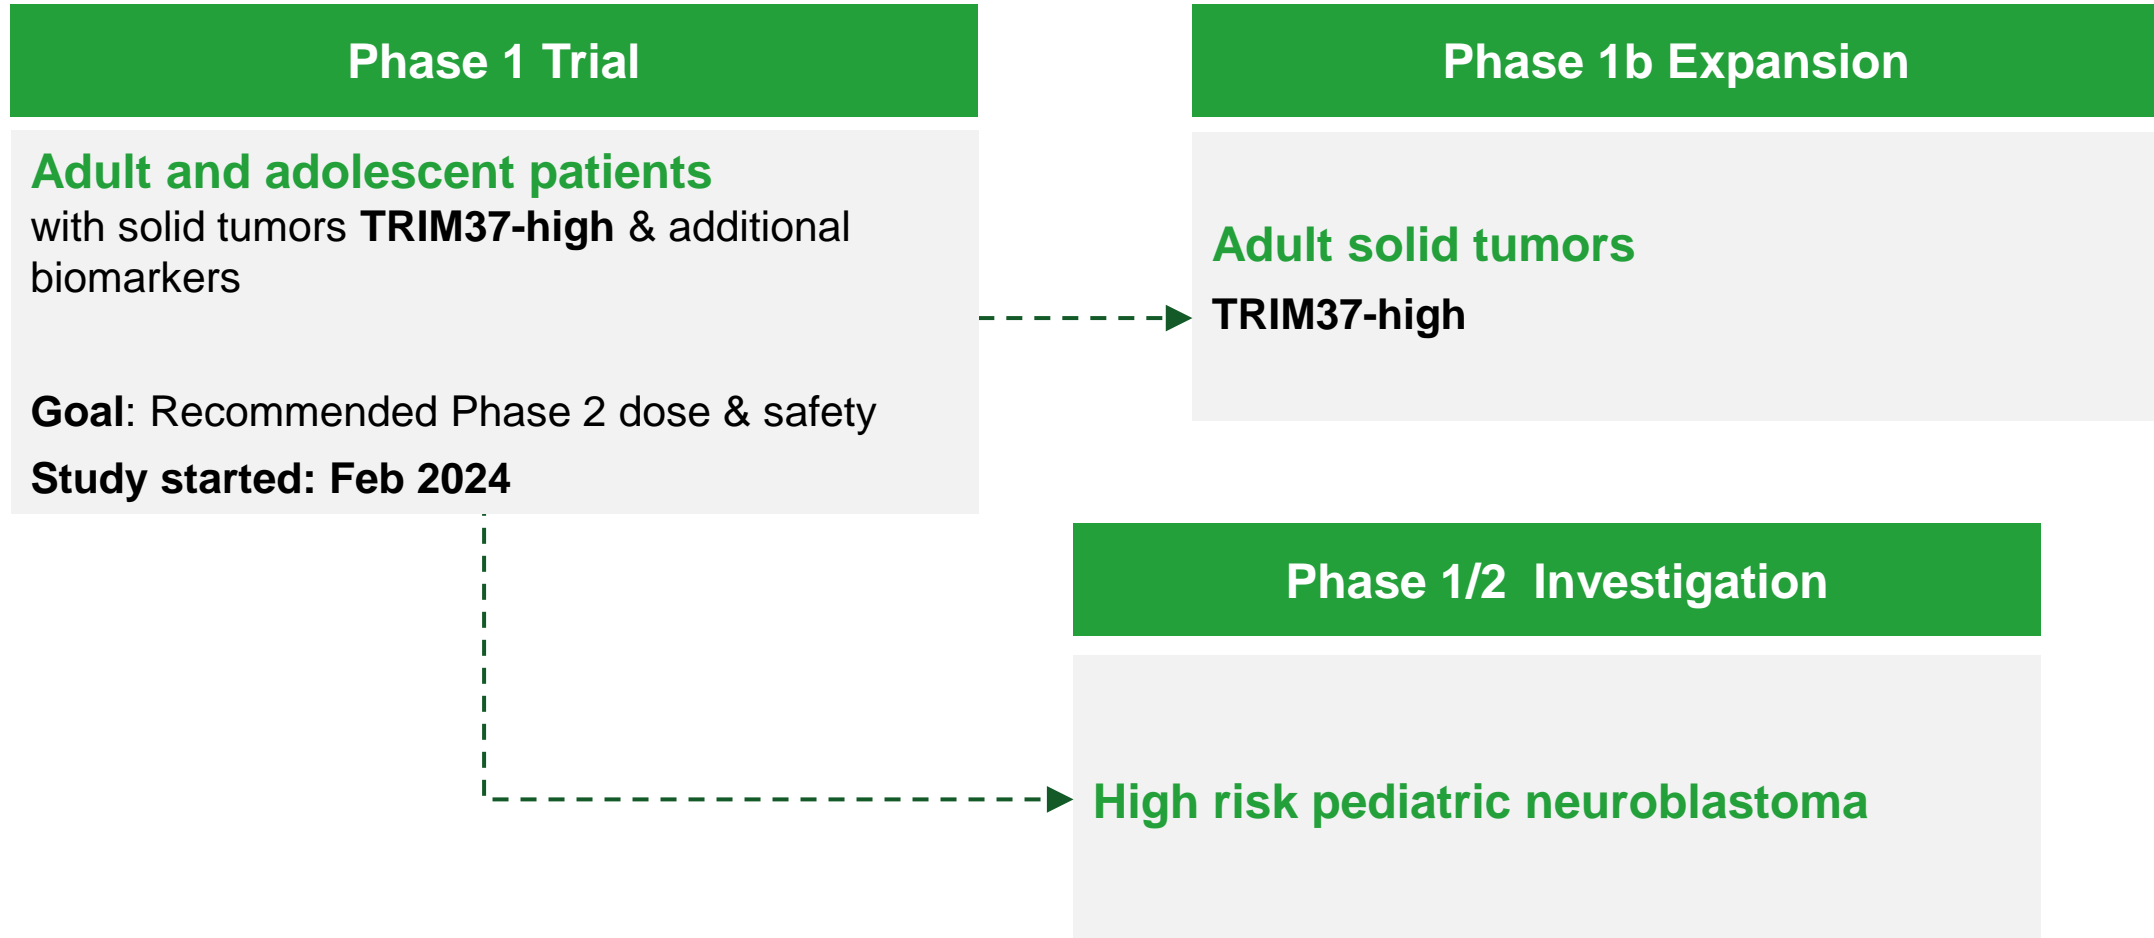 Phase 1 Trial
Adult and adolescent patients
with solid tumors TRIM37-high & additional
biomarkers
Goal: Recommended Phase 2 dose & safety
Study started: Feb 2024
Phase 1b Expansion
Adult solid tumors
TRIM37-high
Phase 1/2  Investigation
High risk pediatric neuroblastoma